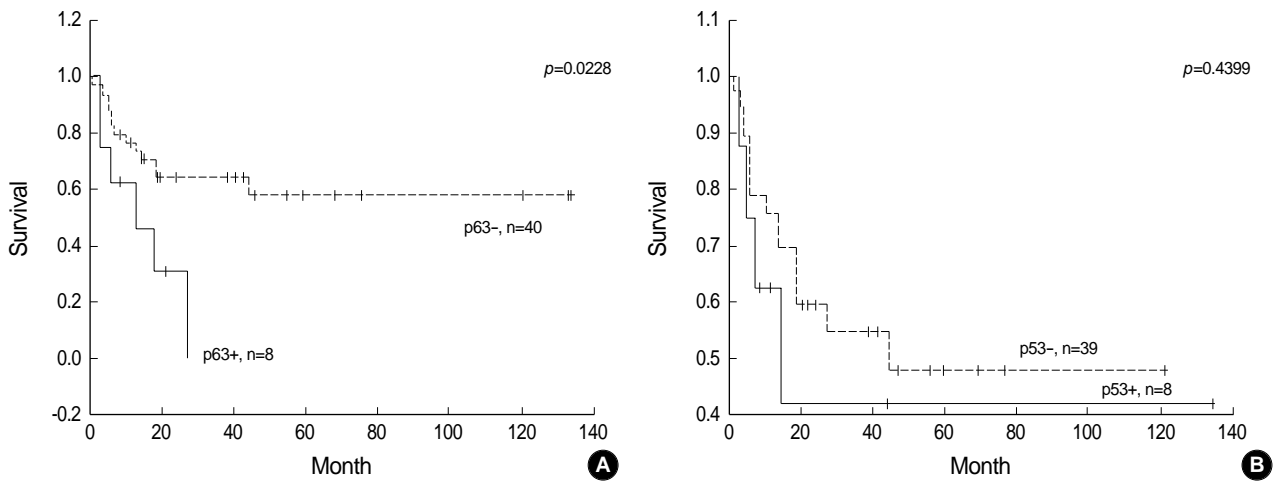 1.2
1.0
0.8
0.6
0.4
0.2
0.0
-0.2
Survival
p=0.0228
p63-, n=40
p63+, n=8
0 20 40 60 80 100 120 140
Month
A
1.1
1.0
0.9
0.8
0.7
0.6
0.5
0.4
Survival
p=0.4399
p53-, n=39
p53+, n=8
0 20 40 60 80 100 120 140
Month
B